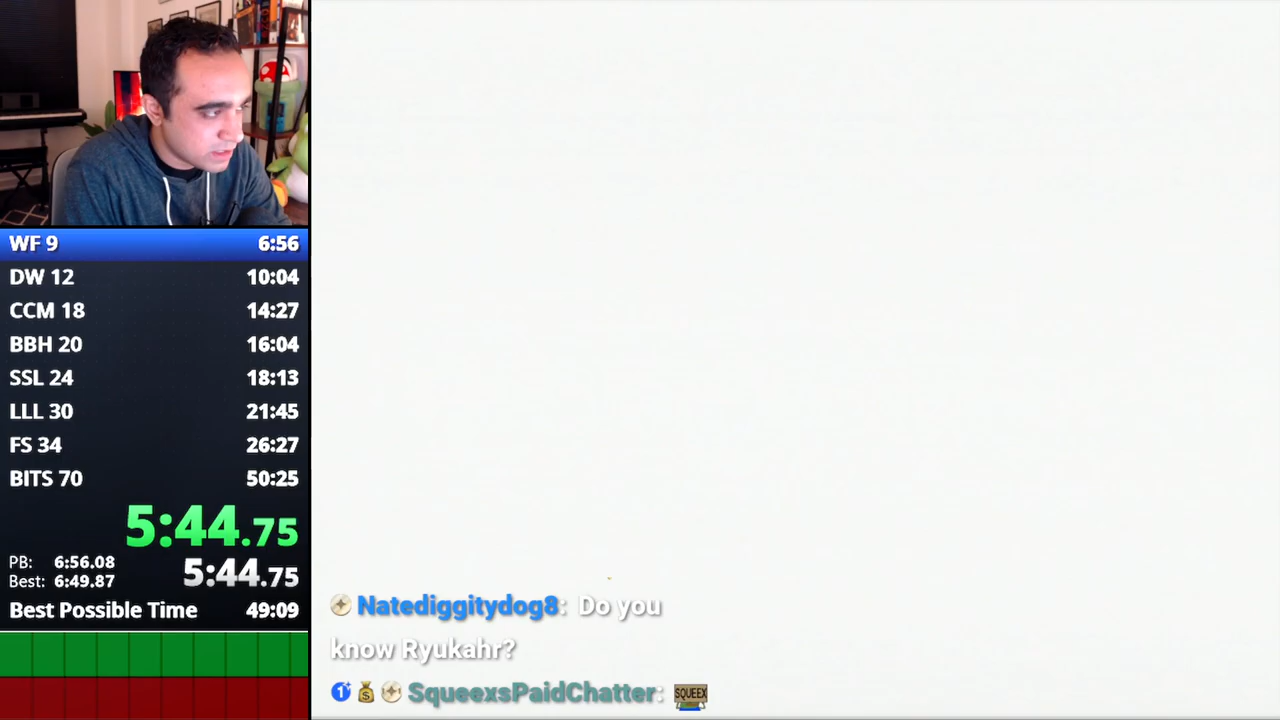 WF 9 6:56
DW 12 10:04
CCM 18 14:27
BBH 20 16:04
SSL 24 18:13
LLL 30 21:45
FS 34 26:27
BITS 70 50:25
5:44.75
PB: 6:56.08
Best: 6:49.87
5:44.75
Best Possible Time 49:09
Natediggitydog8: Do you
know Ryukahr?
1 SqueexsPaidChatter: SQUEEX